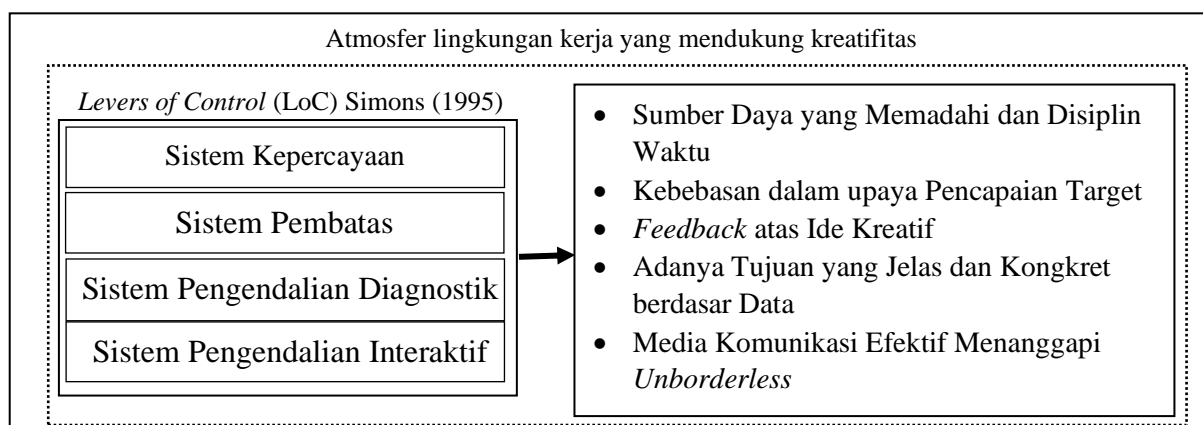 Atmosfer lingkungan kerja yang mendukung kreatifitas
Levers of Control (LoC) Simons (1995)
Sistem Kepercayaan
Sistem Pembatas
Sistem Pengendalian Diagnostik
Sistem Pengendalian Interaktif
• Sumber Daya yang Memadahi dan Disiplin
Waktu
• Kebebasan dalam upaya Pencapaian Target
• Feedback atas Ide Kreatif
• Adanya Tujuan yang Jelas dan Kongkret
berdasar Data
• Media Komunikasi Efektif Menanggapi
Unborderless